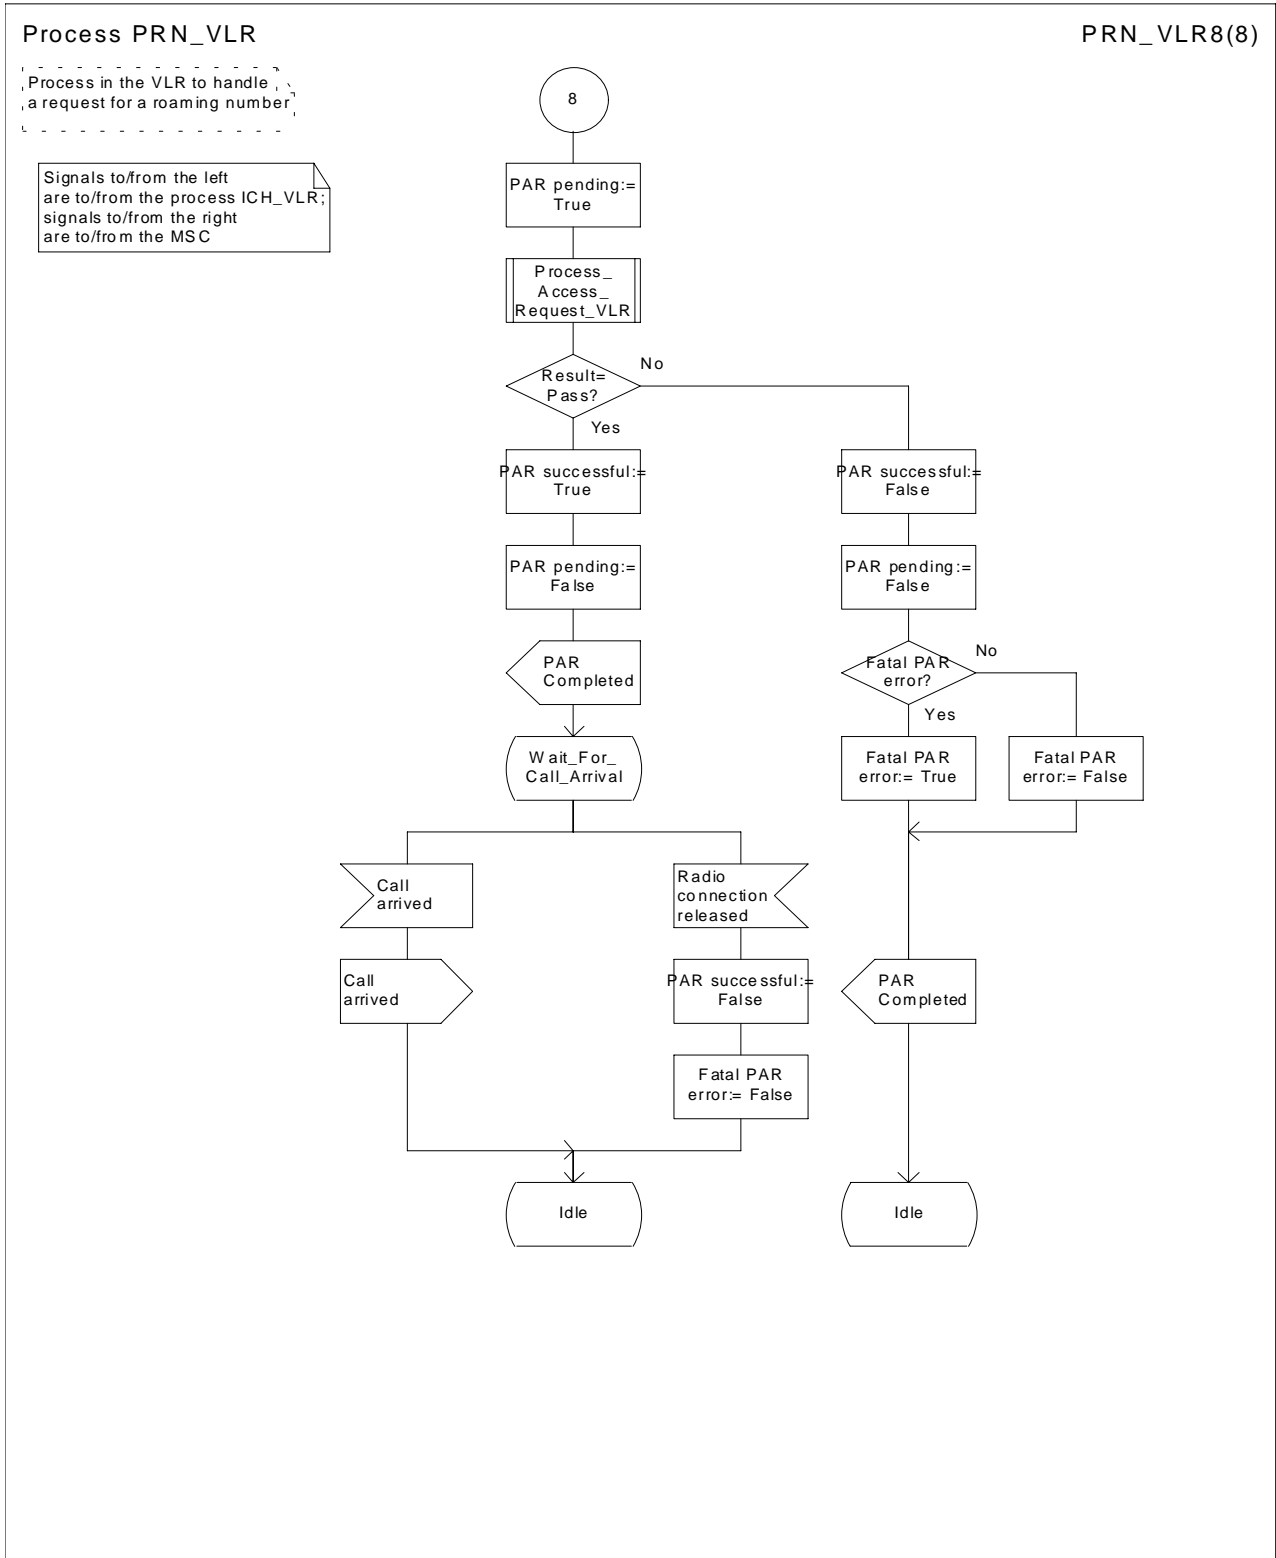 Process PRN_VLR
PRN_VLR8(8)
Process in the VLR to handle
a request for a roaming number
8
Signals to/from the left
are to/from the process ICH_VLR;
signals to/from the right
are to/from the MSC
PAR pending:=
True
Process_
Access_
Request_VLR
Result=
Pass?
No
Yes
PAR successful:=
True
PAR successful:=
False
PAR pending:=
False
PAR pending:=
False
PAR
Completed
Fatal PAR
error?
No
Yes
Wait_For_
Call_Arrival
Fatal PAR
error:= True
Fatal PAR
error:= False
Call
arrived
Radio
connection
released
Call
arrived
PAR successful:=
False
PAR
Completed
Fatal PAR
error:= False
Idle
Idle